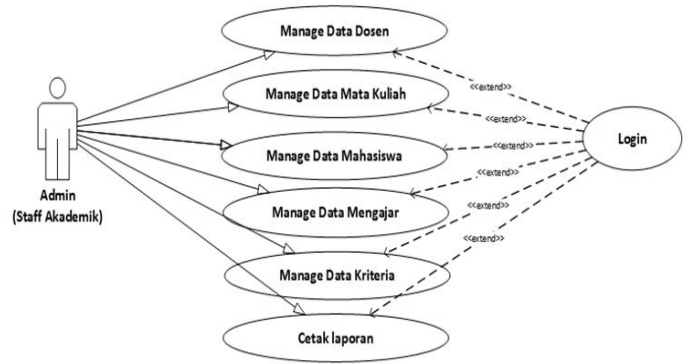 Manage Data Dosen
<<extend>>
Manage Data Mata Kuliah
<<extend>>
Login
Manage Data Mahasiswa
<<extend>>
Admin
(Staff Akademik)
Manage Data Mengajar
<<extend>>
<<extend>>
<<extend>>
Manage Data Kriteria
Cetak laporan